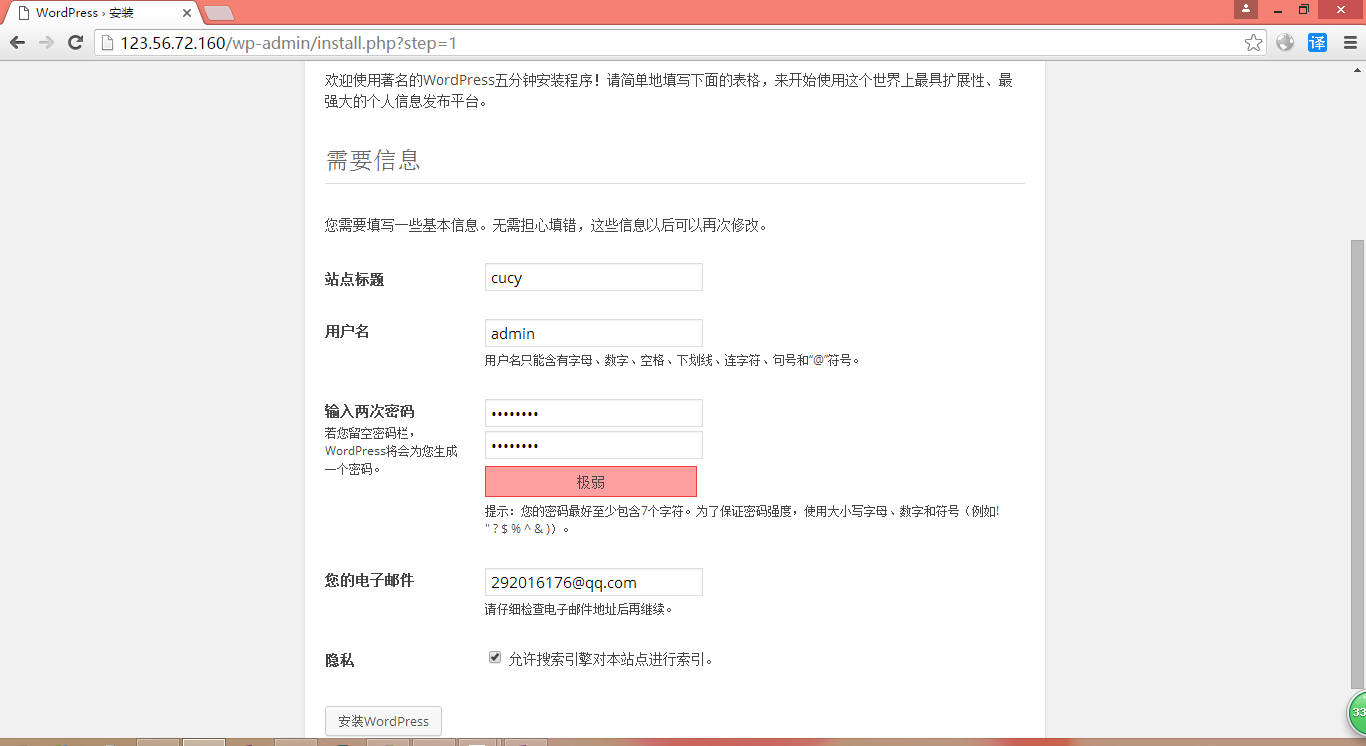 WordPress › 安装
123.56.72.160/wp-admin/install.php?step=1
译
欢迎使用著名的WordPress五分钟安装程序！请简单地填写下面的表格，来开始使用这个世界上最具扩展性、最
强大的个人信息发布平台。
需要信息
您需要填写一些基本信息。无需担心填错，这些信息以后可以再次修改。
站点标题
cucy
用户名
admin
用户名只能含有字母、数字、空格、下划线、连字符、句号和“@”符号。
输入两次密码
若您留空密码栏，
WordPress将会为您生成
一个密码。
••••••••
••••••••
极弱
提示：您的密码最好至少包含7个字符。为了保证密码强度，使用大小写字母、数字和符号（例如!
" ? $ % ^ & )）。
您的电子邮件
292016176@qq.com
请仔细检查电子邮件地址后再继续。
隐私
允许搜索引擎对本站点进行索引。
安装WordPress
33